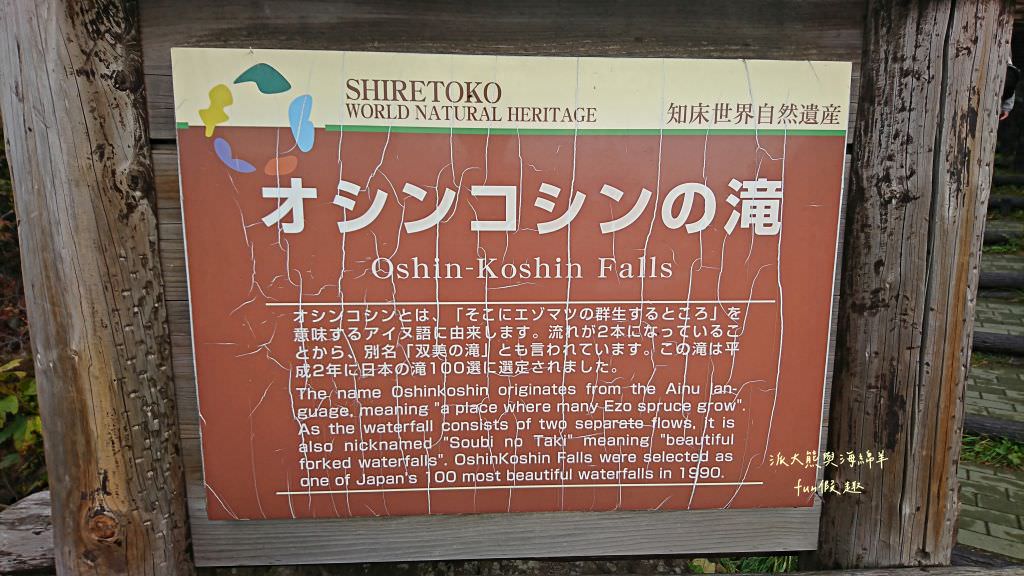 SHIRETOKO
WORLD NATURAL HERITAGE
知床世界自然遺産
オシンコシンの滝
Oshin-Koshin Falls
オシンコシンとは、「そこにエゾマツの群生するところ」を
意味するアイヌ語に由来します。流れが2本になっているこ
とから、別名「双美の滝」とも言われています。この滝は平
成2年に日本の滝100選に選定されました。
The name Oshinkoshin originates from the Ainu lan-
guage, meaning "a place where many Ezo spruce grow".
As the waterfall consists of two separate flows, it is
also nicknamed "Soubi no Taki" meaning "beautiful
forked waterfalls". OshinKoshin Falls were selected as
one of Japan's 100 most beautiful waterfalls in 1990.
派大熊與海綿羊
fun假趣